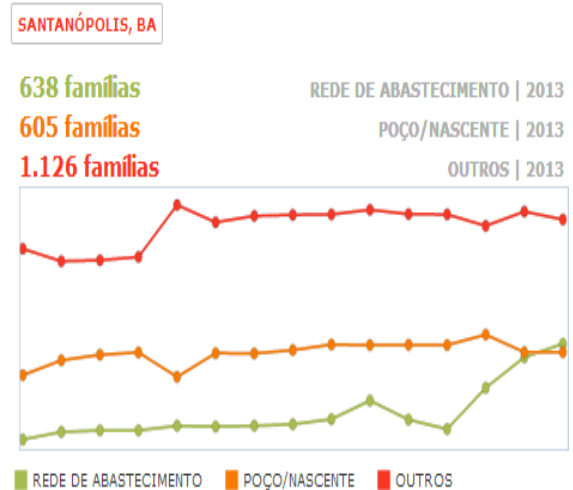 SANTANÓPOLIS, BA
638 famílias REDE DE ABASTECIMENTO | 2013
605 famílias POÇO/NASCENTE | 2013
1.126 famílias OUTROS | 2013
REDE DE ABASTECIMENTO POÇO/NASCENTE OUTROS